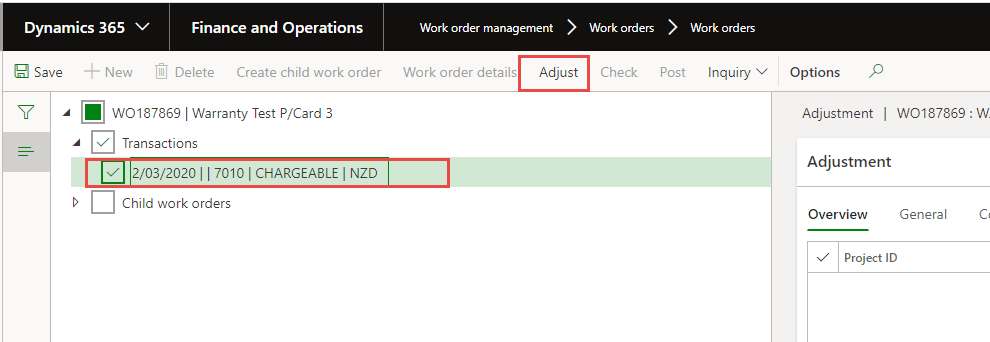 Dynamics 365 Finance and Operations Work order management Work orders Work orders
Save New Delete Create child work order Work order details Adjust Check Post Inquiry Options
WO187869 | Warranty Test P/Card 3
Adjustment | WO187869 : WA
Transactions
Adjustment
2/03/2020 | | 7010 | CHARGEABLE | NZD
Child work orders
Overview General
Project ID